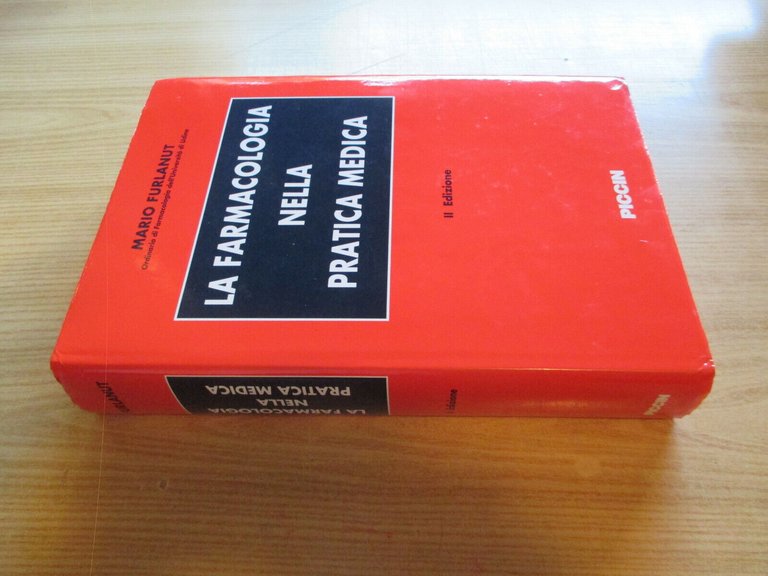 MARIO FURLANUT
Ordinario di Farmacologia dell'Università di Udine
LA FARMACOLOGIA
NELLA
PRATICA MEDICA
II Edizione
PICCIN
LA FARMACOLOGIA
NELLA
PRATICA MEDICA
Edizione
PICCIN